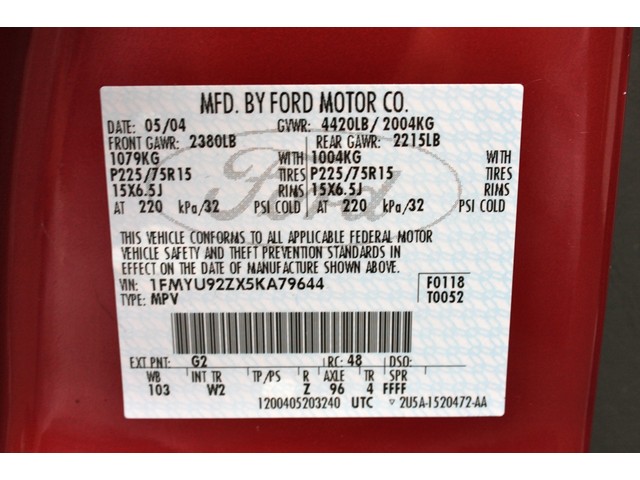 MFD. BY FORD MOTOR CO.
DATE: 05/04 GVWR: 4420LB/ 2004KG
FRONT GAWR: 2380LB REAR GAWR: 2215LB
1079KG WITH 1004KG WITH
P225/75R15 TIRES P225/75R15 TIRES
15X6.5J RIMS 15X6.5J RIMS
AT 220 kPa/32 PSI COLD AT 220 kPa/32 PSI COLD
Ford
THIS VEHICLE CONFORMS TO ALL APPLICABLE FEDERAL MOTOR
VEHICLE SAFETY AND THEFT PREVENTION STANDARDS IN
EFFECT ON THE DATE OF MANUFACTURE SHOWN ABOVE.
VIN: 1FMYU92ZX5KA79644 F0118
TYPE: MPV T0052
EXT PNT: G2 RC: 48 DSO:
WB INT TR TP/PS R AXLE TR SPR
103 W2 Z 96 4 FFFF
1200405203240 UTC ▽ 2U5A-1520472-AA